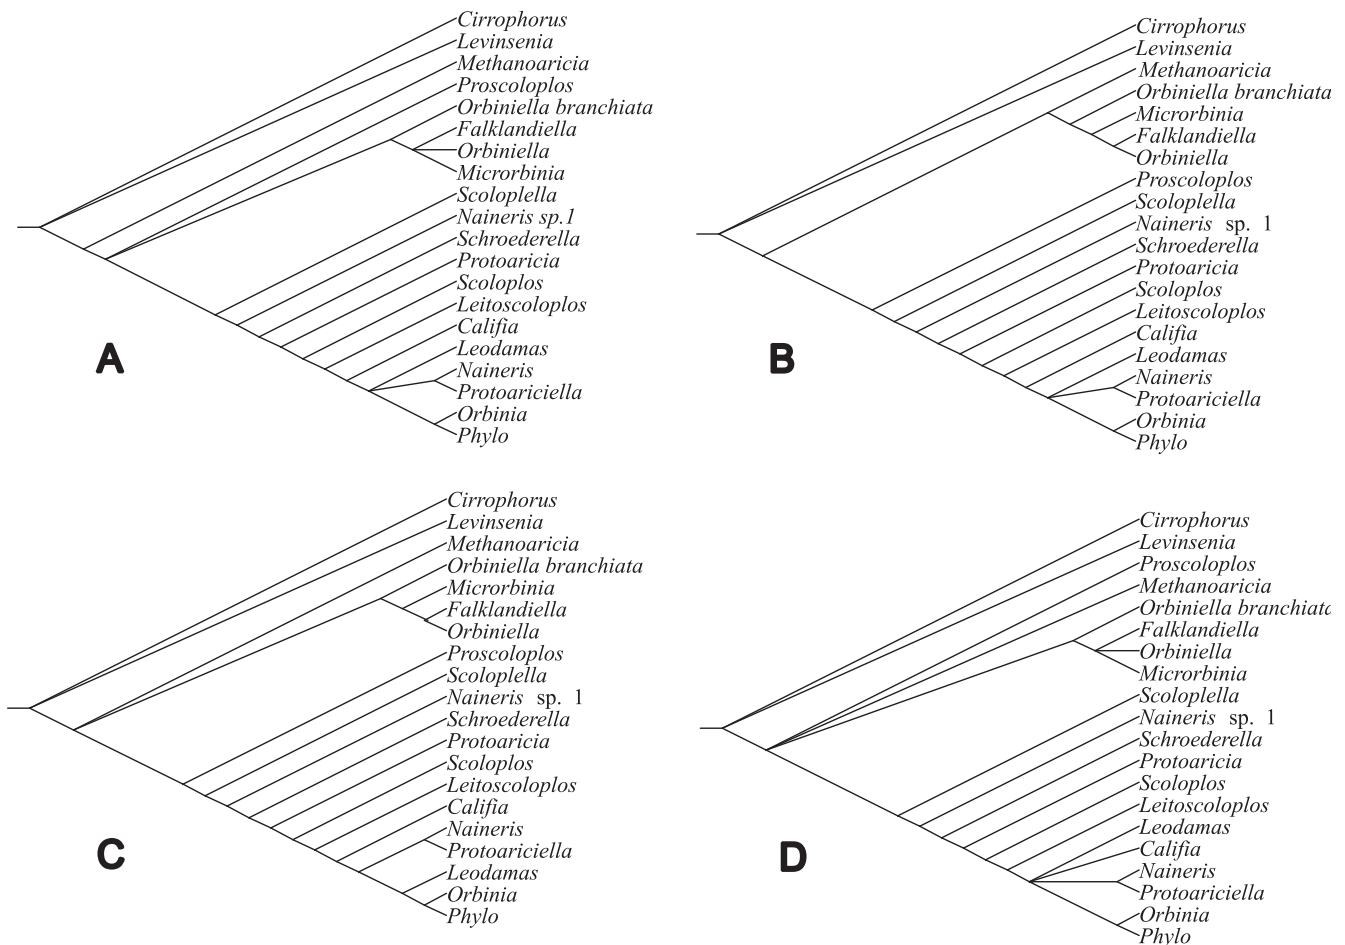 Cirrophorus
Levinsenia
Methanoaricia
Proscoloplos
Orbiniella branchiata
Falklandiella
Orbiniella
Microrbinia
Scoloplella
Naineris sp.1
Schroederella
Protoaricia
Scoloplos
Leitoscoloplos
Califia
Leodamas
Naineris
Protoariciella
Orbinia
Phylo
A
Cirrophorus
Levinsenia
Methanoaricia
Orbiniella branchiata
Microrbinia
Falklandiella
Orbiniella
Proscoloplos
Scoloplella
Naineris sp. 1
Schroederella
Protoaricia
Scoloplos
Leitoscoloplos
Califia
Leodamas
Naineris
Protoariciella
Orbinia
Phylo
B
Cirrophorus
Levinsenia
Methanoaricia
Orbiniella branchiata
Microrbinia
Falklandiella
Orbiniella
Proscoloplos
Scoloplella
Naineris sp. 1
Schroederella
Protoaricia
Scoloplos
Leitoscoloplos
Califia
Naineris
Protoariciella
Leodamas
Orbinia
Phylo
C
Cirrophorus
Levinsenia
Proscoloplos
Methanoaricia
Orbiniella branchiata
Falklandiella
Orbiniella
Microrbinia
Scoloplella
Naineris sp. 1
Schroederella
Protoaricia
Scoloplos
Leitoscoloplos
Leodamas
Califia
Naineris
Protoariciella
Orbinia
Phylo
D